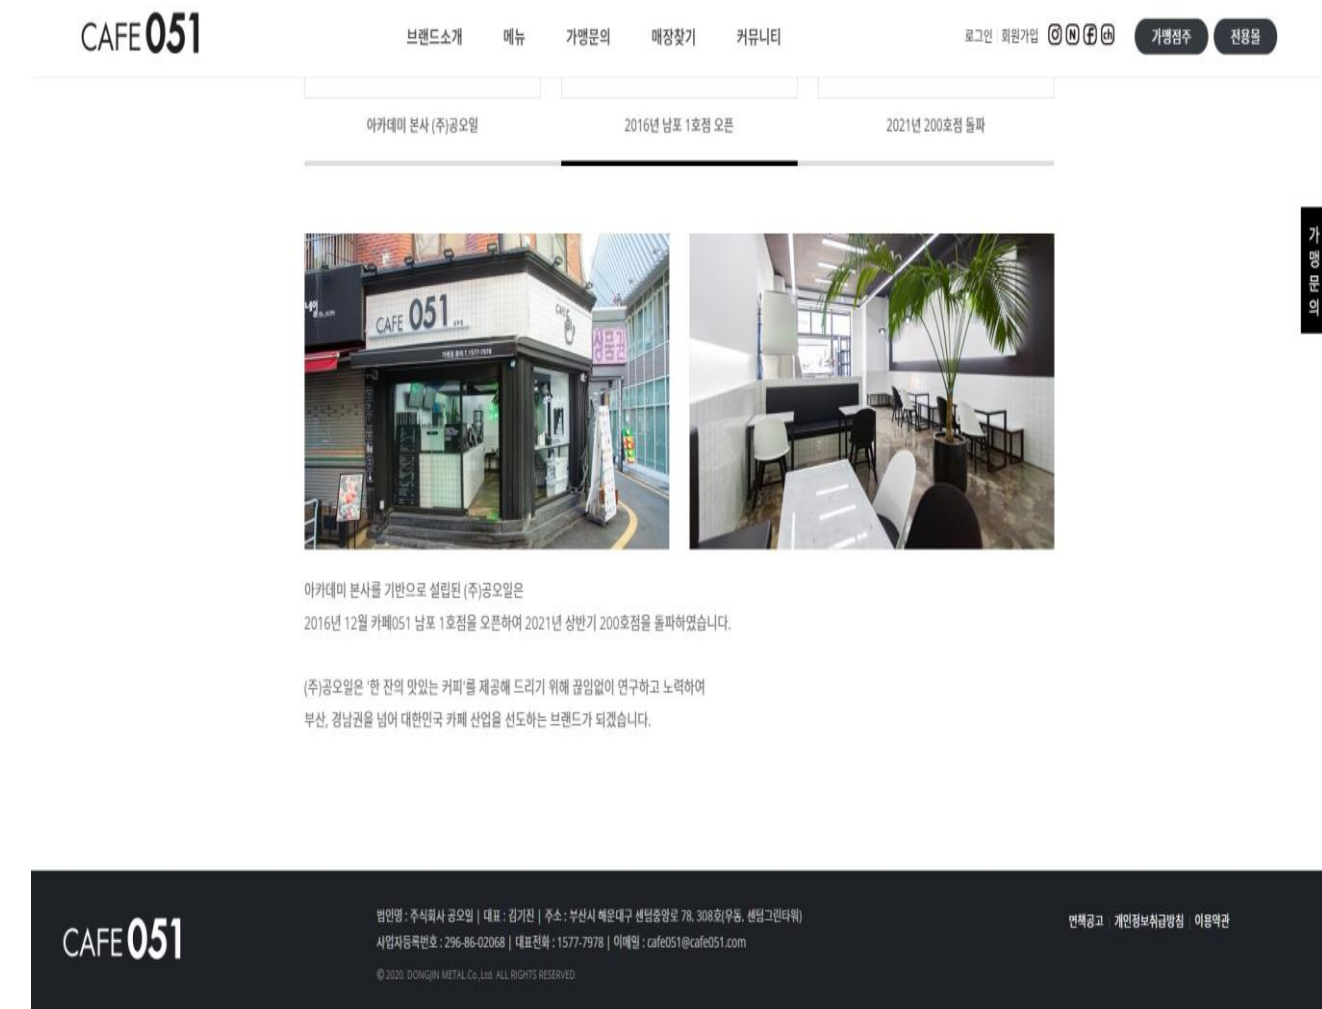 CAFE 051
브랜드소개 메뉴 가맹문의 매장찾기 커뮤니티
로그인 회원가입
가맹점주 전용몰
아카데미 본사 (주)공오일
2016년 남포 1호점 오픈
2021년 200호점 돌파
가맹문의
네일
CAFE 051
가맹점 문의 T.1577-7978
CAFE
상품권
아카데미 본사를 기반으로 설립된 (주)공오일은
2016년 12월 카페051 남포 1호점을 오픈하여 2021년 상반기 200호점을 돌파하였습니다.
(주)공오일은 '한 잔의 맛있는 커피'를 제공해 드리기 위해 끊임없이 연구하고 노력하여
부산, 경남권을 넘어 대한민국 카페 산업을 선도하는 브랜드가 되겠습니다.
CAFE 051
법인명 : 주식회사 공오일 | 대표 : 김기진 | 주소 : 부산시 해운대구 센텀중앙로 78, 308호(우동, 센텀그린타워)
사업자등록번호 : 296-86-02068 | 대표전화 : 1577-7978 | 이메일 : cafe051@cafe051.com
© 2020. DONGJIN METAL Co.,Ltd. ALL RIGHTS RESERVED.
면책공고 개인정보취급방침 이용약관